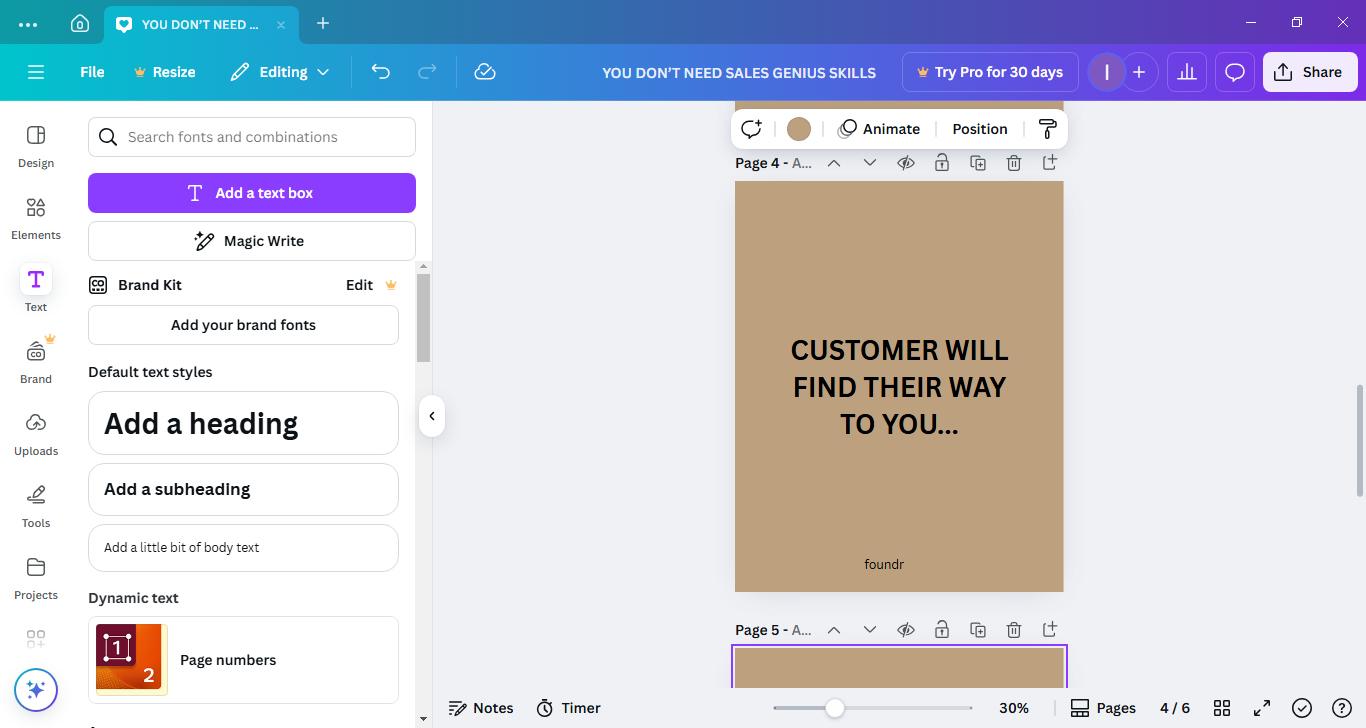 YOU DON'T NEED ...
File
Resize
Editing
YOU DON'T NEED SALES GENIUS SKILLS
Try Pro for 30 days
I
Share
Design
Elements
Text
Brand
Uploads
Tools
Projects
Search fonts and combinations
Add a text box
Magic Write
Brand Kit
Edit
Add your brand fonts
Default text styles
Add a heading
Add a subheading
Add a little bit of body text
Dynamic text
1
2
Page numbers
Animate
Position
Page 4 - A...
CUSTOMER WILL
FIND THEIR WAY
TO YOU...
foundr
Page 5 - A...
Notes
Timer
30%
Pages
4 / 6